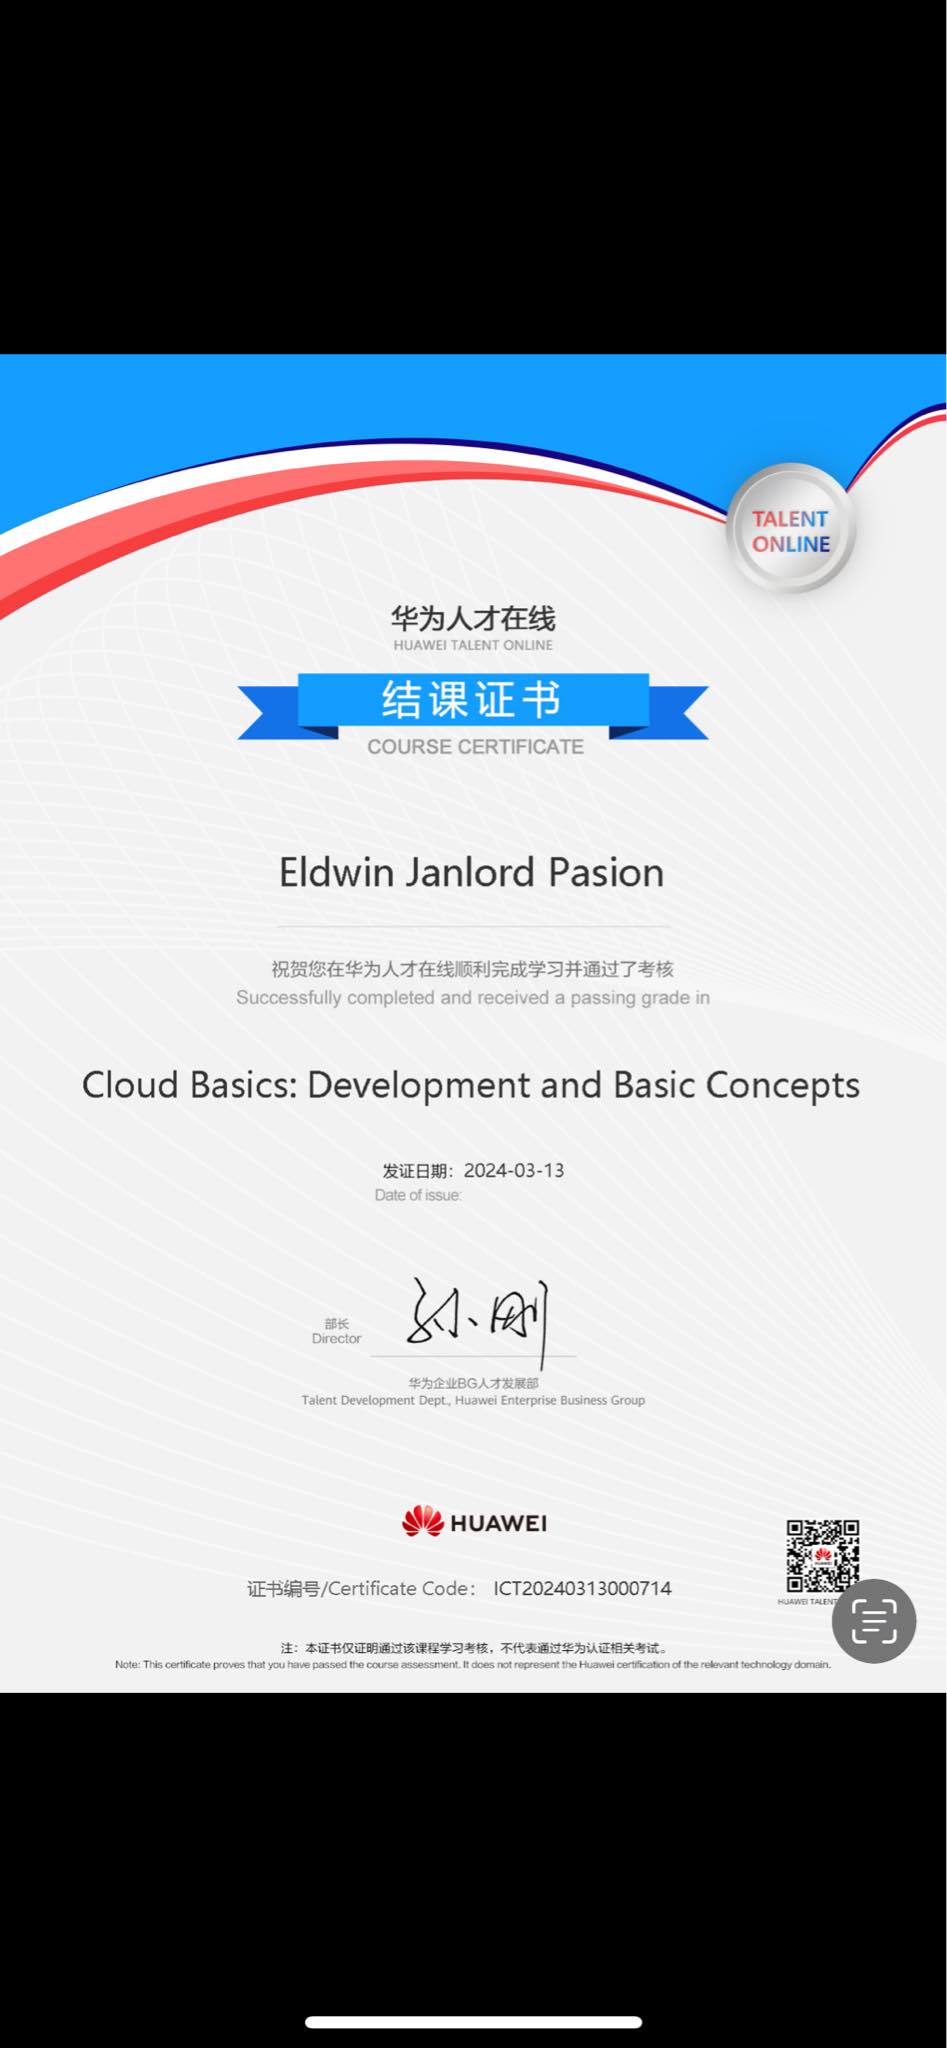 TALENT
ONLINE
华为人才在线
HUAWEI TALENT ONLINE
结课证书
COURSE CERTIFICATE
Eldwin Janlord Pasion
祝贺您在华为人才在线顺利完成学习并通过了考核
Successfully completed and received a passing grade in
Cloud Basics: Development and Basic Concepts
发证日期：2024-03-13
Date of issue:
孙刚
部长
Director
华为企业BG人才发展部
Talent Development Dept., Huawei Enterprise Business Group
HUAWEI
证书编号/Certificate Code： ICT20240313000714
HUAWEI TALENT
注：本证书仅证明通过该课程学习考核，不代表通过华为认证相关考试。
Note: This certificate proves that you have passed the course assessment. It does not represent the Huawei certification of the relevant technology domain.